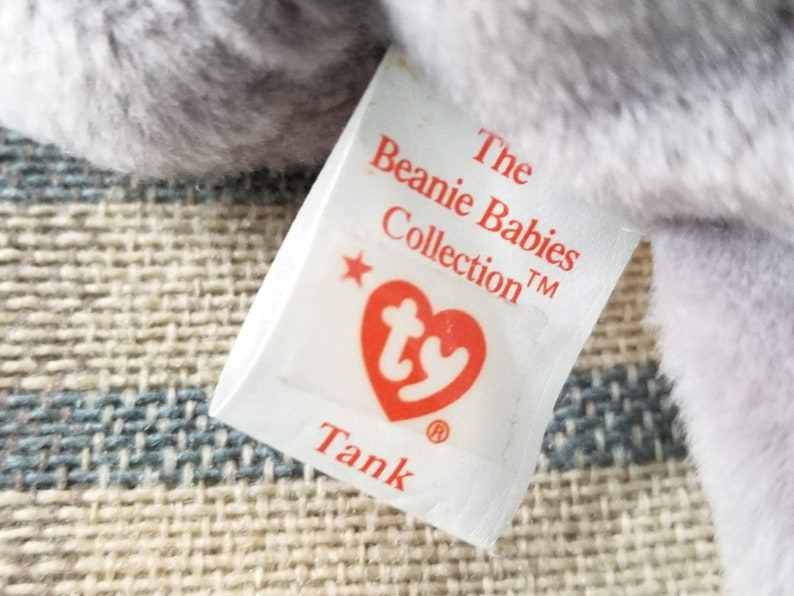 The
Beanie Babies
Collection™
ty
®
Tank